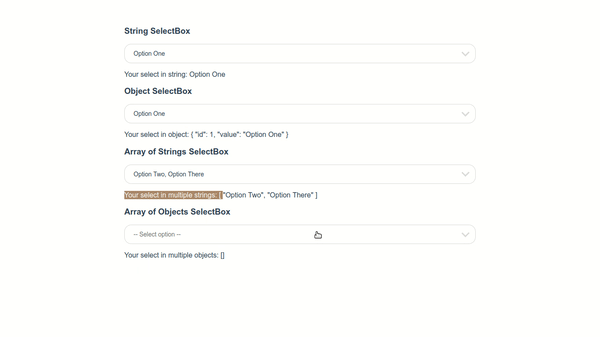 String SelectBox
Option One
Your select in string: Option One
Object SelectBox
Option One
Your select in object: { "id": 1, "value": "Option One" }
Array of Strings SelectBox
Option Two, Option There
Your select in multiple strings: [ "Option Two", "Option There" ]
Array of Objects SelectBox
-- Select option --
Your select in multiple objects: []